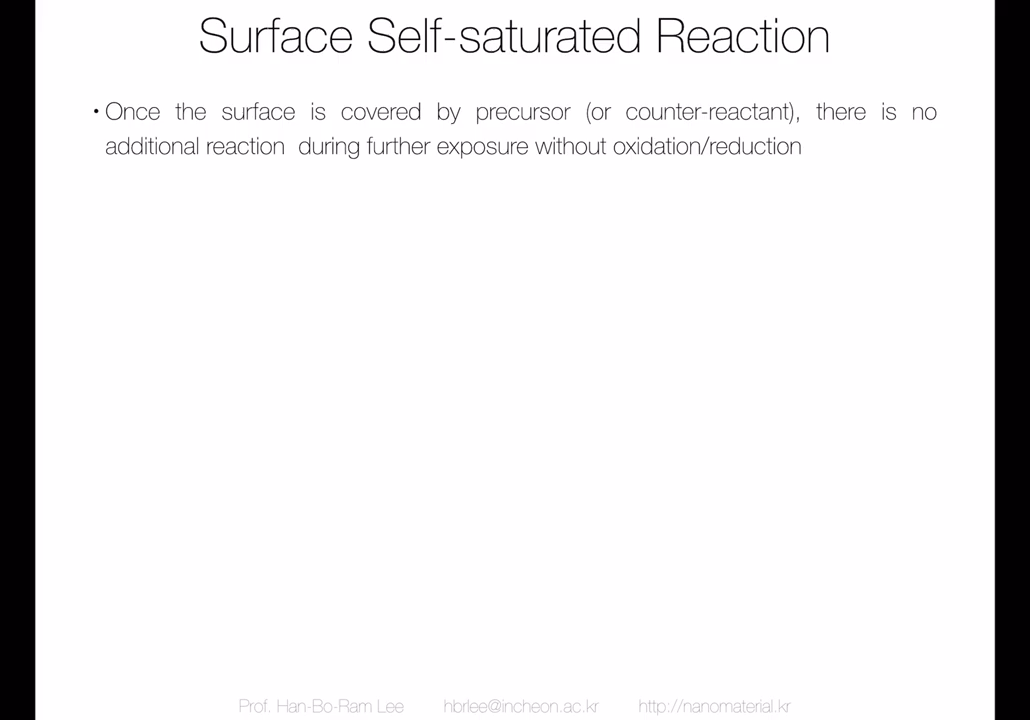 Surface Self-saturated Reaction
• Once the surface is covered by precursor (or counter-reactant), there is no
additional reaction during further exposure without oxidation/reduction
Prof. Han-Bo-Ram Lee hbrlee@incheon.ac.kr http://nanomaterial.kr